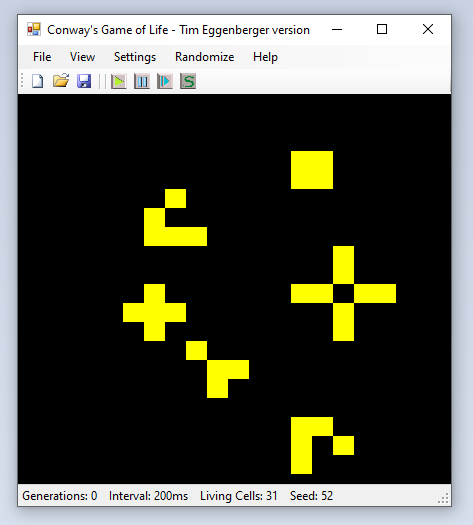 Conway's Game of Life - Tim Eggenberger version
File View Settings Randomize Help
S
Generations: 0 Interval: 200ms Living Cells: 31 Seed: 52